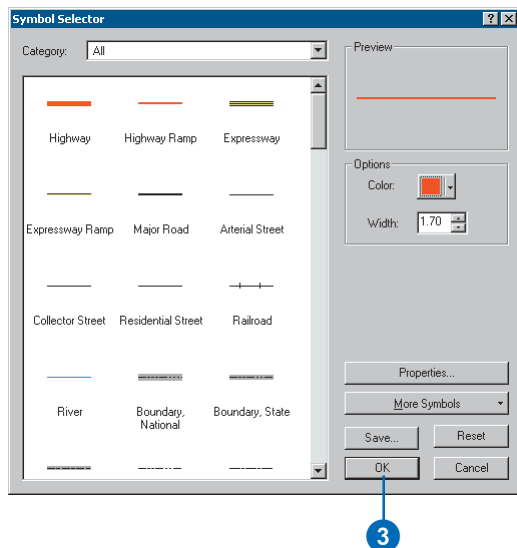 Symbol Selector
Category: All
Preview
Highway Highway Ramp Expressway
Options
Color:
Width: 1.70
Expressway Ramp Major Road Arterial Street
Collector Street Residential Street Railroad
River Boundary, National Boundary, State
Properties...
More Symbols
Save... Reset
OK Cancel
3